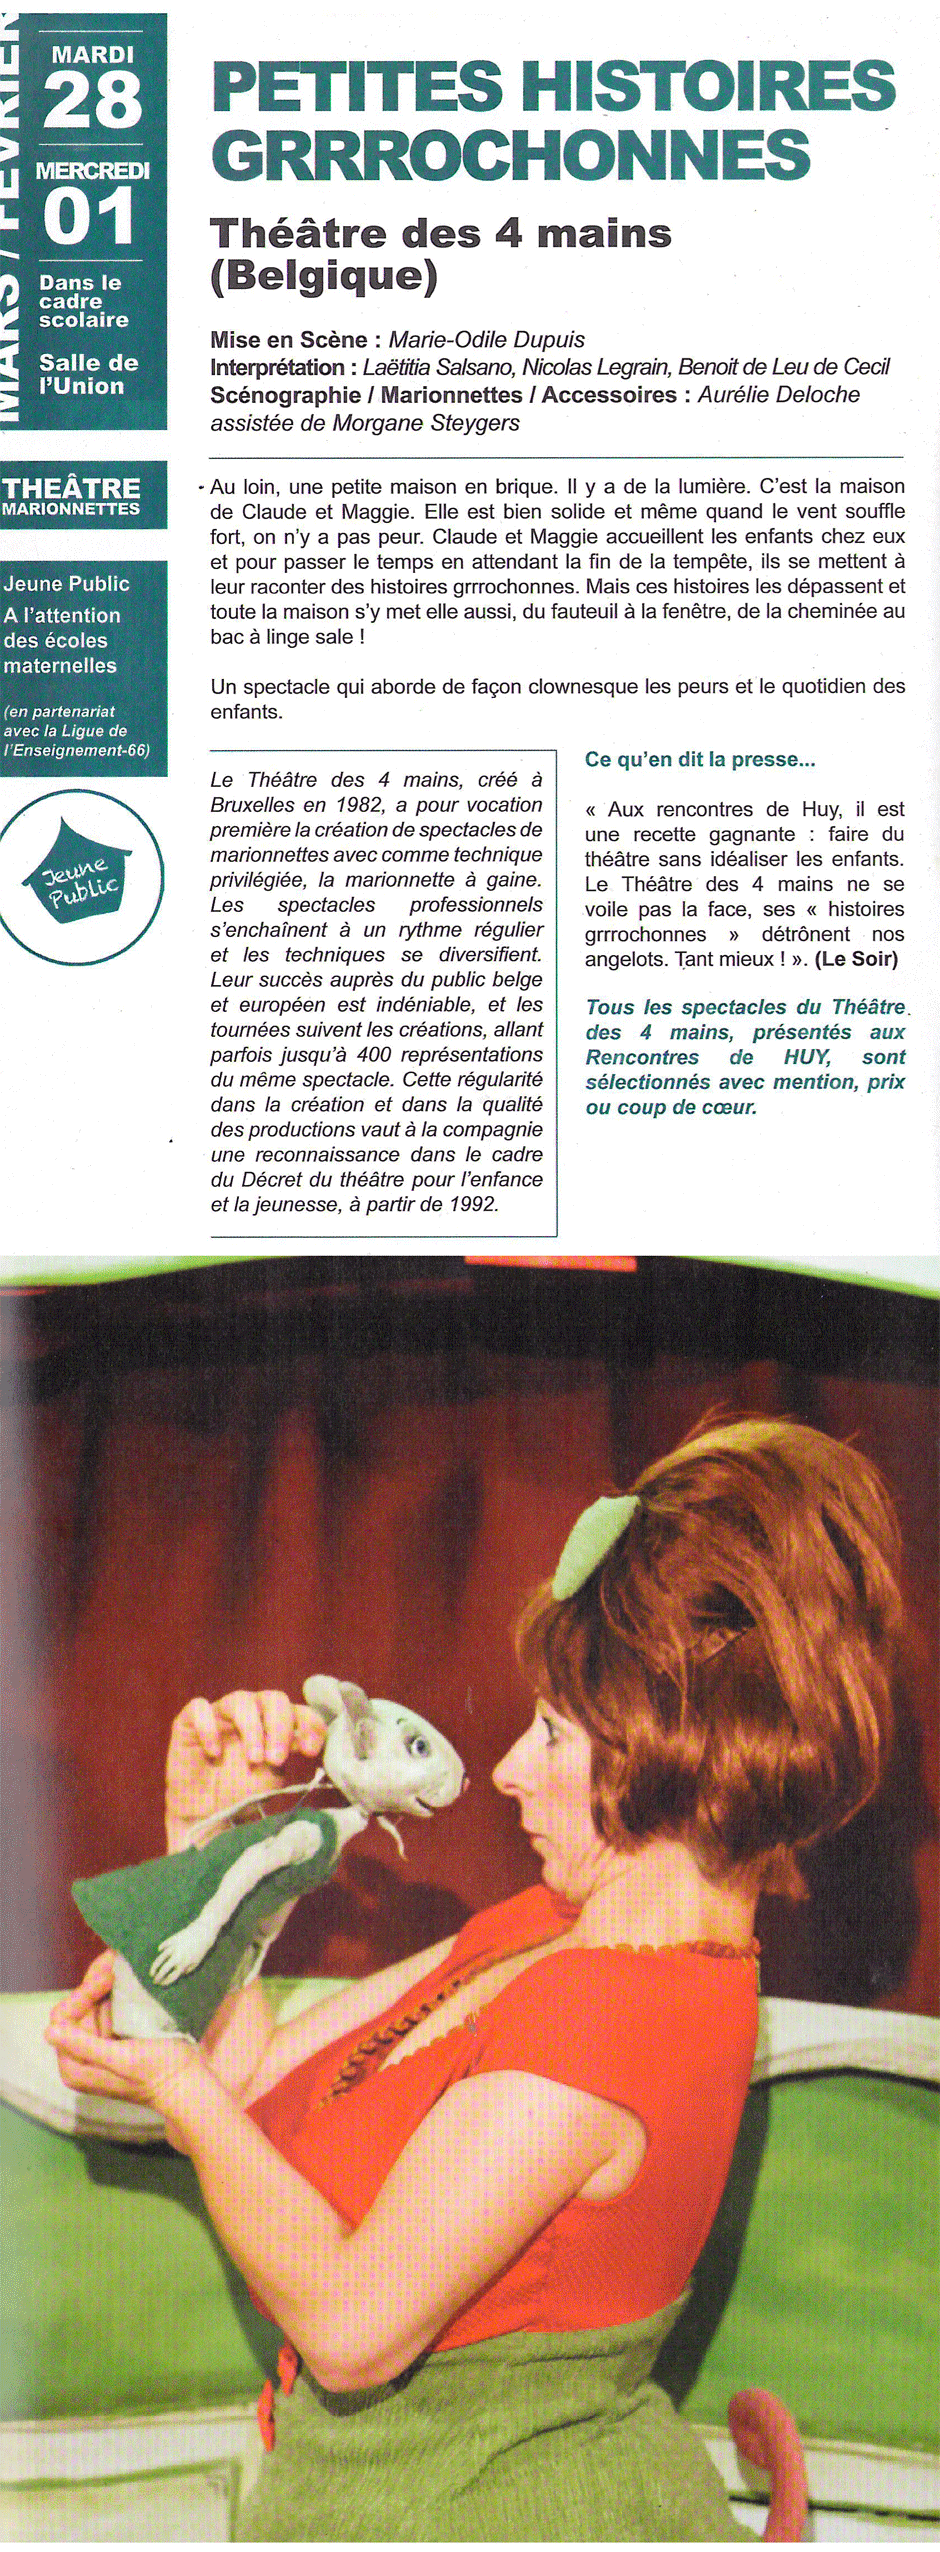 MARS / FÉVRIER
MARDI
28
MERCREDI
01
Dans le
cadre
scolaire
Salle de
l'Union
THEÂTRE
MARIONNETTES
Jeune Public
A l'attention
des écoles
maternelles
(en partenariat
avec la Ligue de
l'Enseignement-66)
Jeune
Public
PETITES HISTOIRES
GRRROCHONNES
Théâtre des 4 mains
(Belgique)
Mise en Scène : Marie-Odile Dupuis
Interprétation : Laëtitia Salsano, Nicolas Legrain, Benoit de Leu de Cecil
Scénographie / Marionnettes / Accessoires : Aurélie Deloche
assistée de Morgane Steygers
Au loin, une petite maison en brique. Il y a de la lumière. C'est la maison
de Claude et Maggie. Elle est bien solide et même quand le vent souffle
fort, on n'y a pas peur. Claude et Maggie accueillent les enfants chez eux
et pour passer le temps en attendant la fin de la tempête, ils se mettent à
leur raconter des histoires grrrochonnes. Mais ces histoires les dépassent et
toute la maison s'y met elle aussi, du fauteuil à la fenêtre, de la cheminée au
bac à linge sale !
Un spectacle qui aborde de façon clownesque les peurs et le quotidien des
enfants.
Le Théâtre des 4 mains, créé à
Bruxelles en 1982, a pour vocation
première la création de spectacles de
marionnettes avec comme technique
privilégiée, la marionnette à gaine.
Les spectacles professionnels
s'enchaînent à un rythme régulier
et les techniques se diversifient.
Leur succès auprès du public belge
et européen est indéniable, et les
tournées suivent les créations, allant
parfois jusqu'à 400 représentations
du même spectacle. Cette régularité
dans la création et dans la qualité
des productions vaut à la compagnie
une reconnaissance dans le cadre
du Décret du théâtre pour l'enfance
et la jeunesse, à partir de 1992.
Ce qu'en dit la presse...
« Aux rencontres de Huy, il est
une recette gagnante : faire du
théâtre sans idéaliser les enfants.
Le Théâtre des 4 mains ne se
voile pas la face, ses « histoires
grrrochonnes » détrônent nos
angelots. Tant mieux ! ». (Le Soir)
Tous les spectacles du Théâtre
des 4 mains, présentés aux
Rencontres de HUY, sont
sélectionnés avec mention, prix
ou coup de cœur.